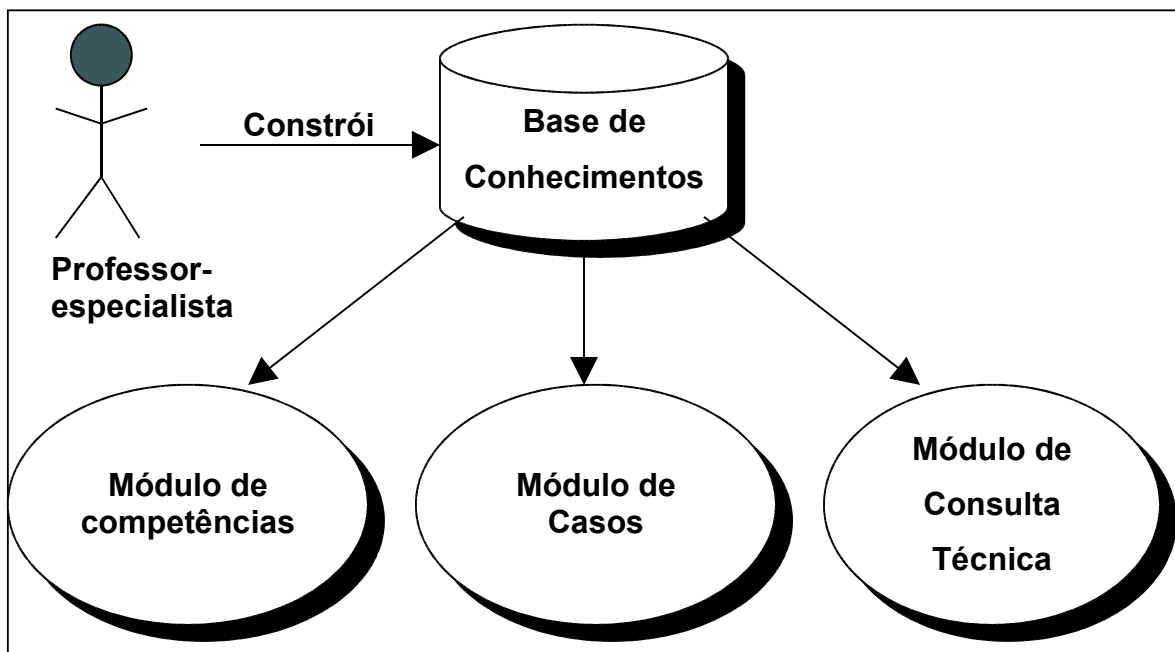 Constrói
Base de
Conhecimentos
Professor-
especialista
Módulo de
competências
Módulo de
Casos
Módulo de
Consulta
Técnica